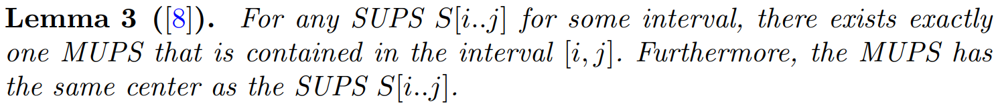 Lemma 3 ([8]). For any SUPS S[i..j] for some interval, there exists exactly
one MUPS that is contained in the interval [i, j]. Furthermore, the MUPS has
the same center as the SUPS S[i..j].